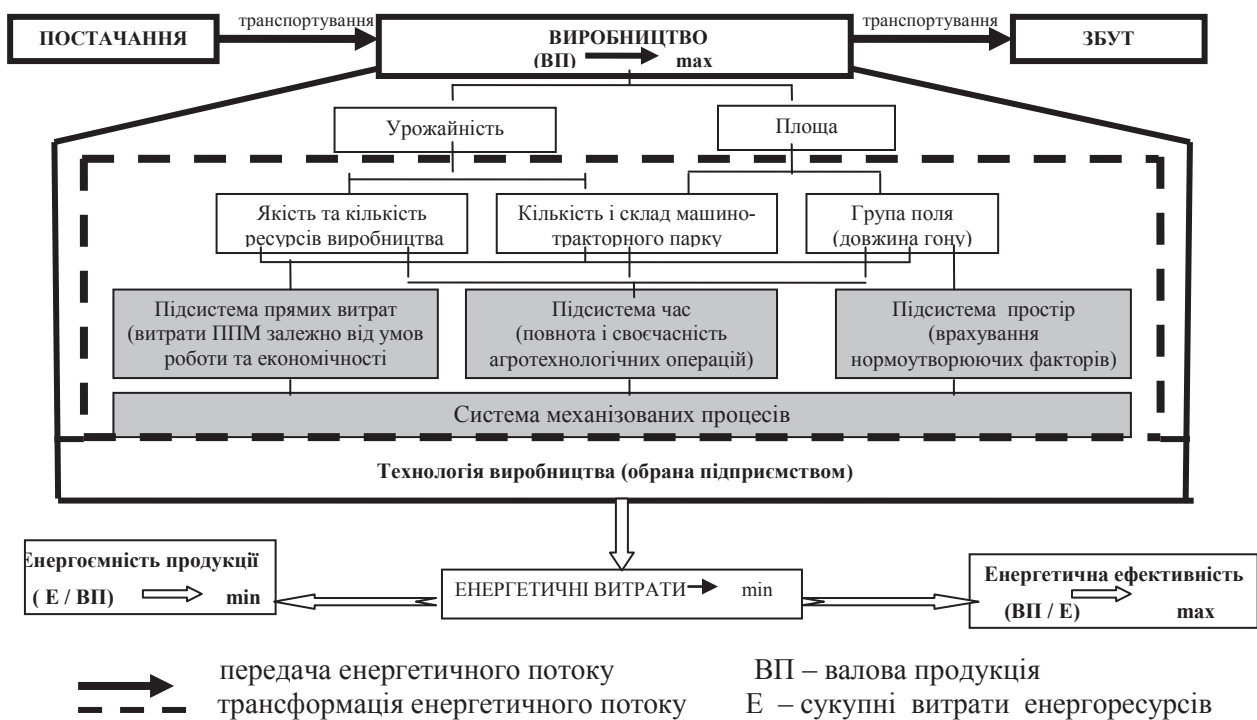 транспортування
транспортування
ПОСТАЧАННЯ
ВИРОБНИЦТВО
(ВП) max
ЗБУТ
Урожайність
Площа
Якість та кількість
ресурсів виробництва
Кількість і склад машино-
тракторного парку
Група поля
(довжина гону)
Підсистема прямих витрат
(витрати ППМ залежно від умов
роботи та економічності
Підсистема час
(повнота і своєчасність
агротехнологічних операцій)
Підсистема простір
(врахування
нормоутворюючих факторів)
Система механізованих процесів
Технологія виробництва (обрана підприємством)
Енергоємність продукції
( Е / ВП) min
ЕНЕРГЕТИЧНІ ВИТРАТИ min
Енергетична ефективність
(ВП / Е) max
передача енергетичного потоку
ВП – валова продукція
трансформація енергетичного потоку
Е – сукупні витрати енергоресурсів